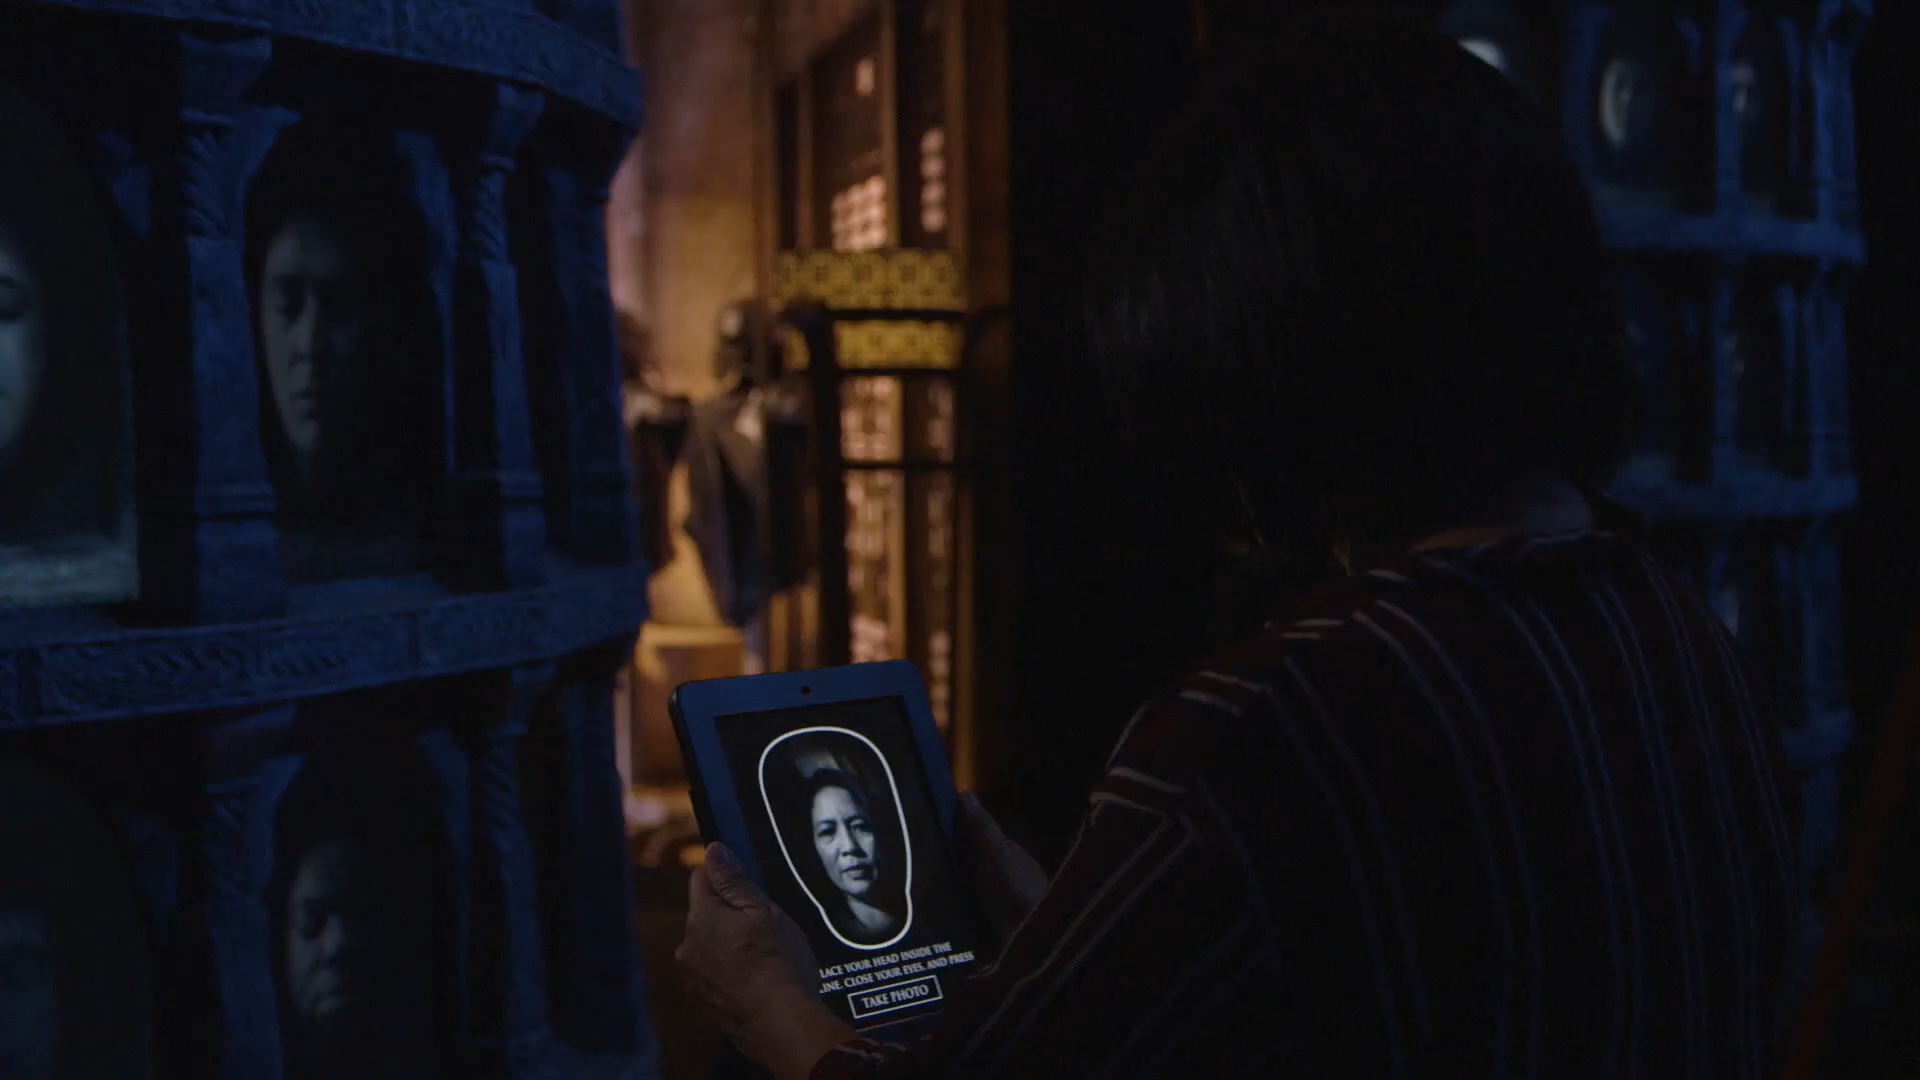 LACE YOUR HEAD INSIDE THE
LINE, CLOSE YOUR EYES, AND PRESS
TAKE PHOTO